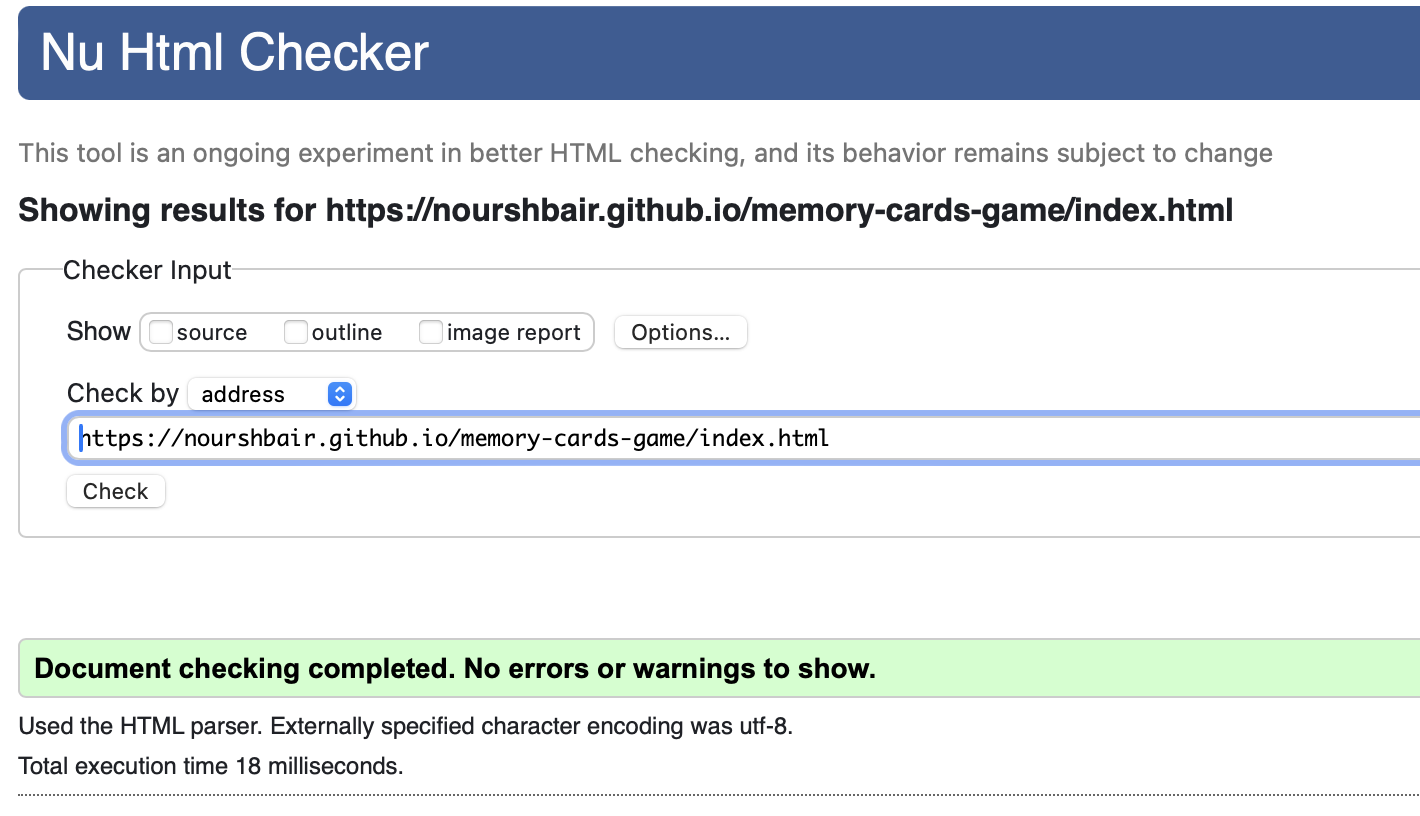 Nu Html Checker
This tool is an ongoing experiment in better HTML checking, and its behavior remains subject to change
Showing results for https://nourshbair.github.io/memory-cards-game/index.html
Checker Input
Show source outline image report Options...
Check by address
https://nourshbair.github.io/memory-cards-game/index.html
Check
Document checking completed. No errors or warnings to show.
Used the HTML parser. Externally specified character encoding was utf-8.
Total execution time 18 milliseconds.